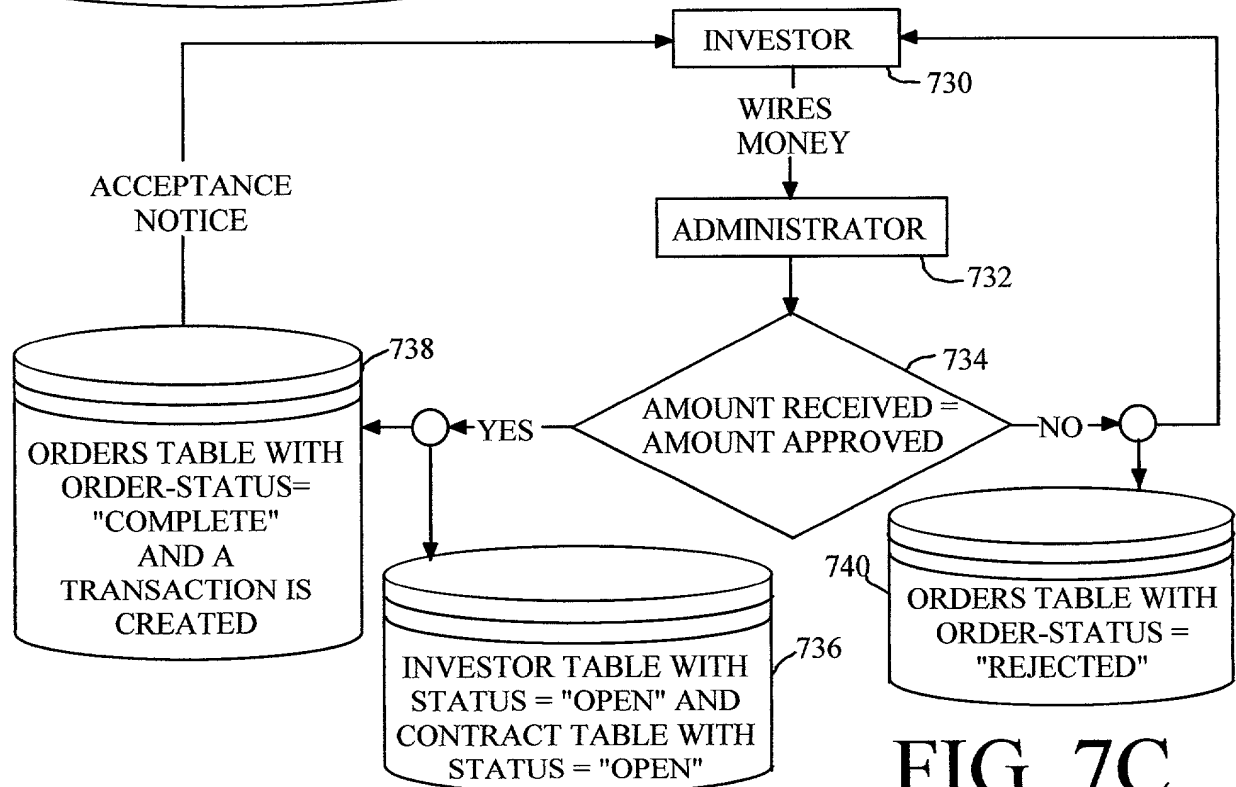 INVESTOR
730
WIRES
MONEY
ACCEPTANCE
NOTICE
ADMINISTRATOR
732
738
734
AMOUNT RECEIVED =
AMOUNT APPROVED
YES
NO
ORDERS TABLE WITH
ORDER-STATUS=
"COMPLETE"
AND A
TRANSACTION IS
CREATED
740
ORDERS TABLE WITH
ORDER-STATUS =
"REJECTED"
736
INVESTOR TABLE WITH
STATUS = "OPEN" AND
CONTRACT TABLE WITH
STATUS = "OPEN"
FIG. 7C